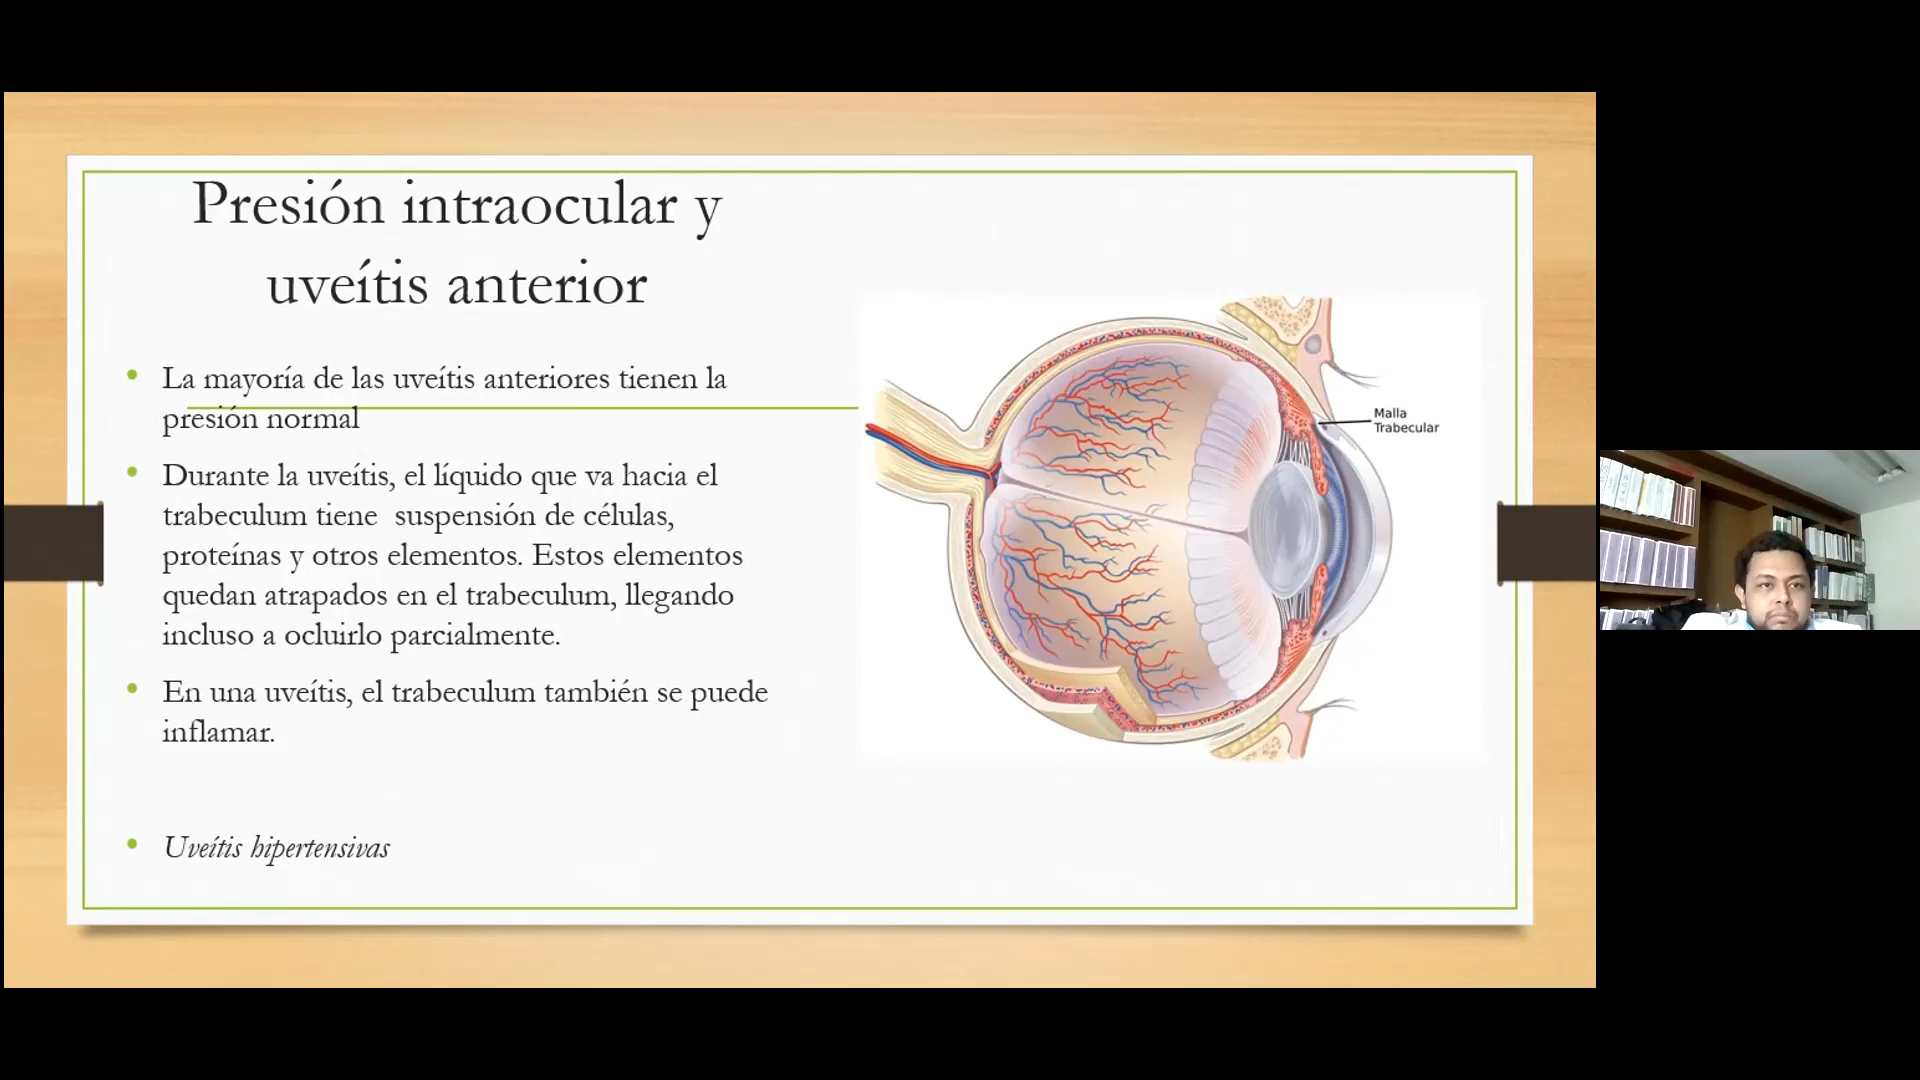 Presión intraocular y
uveítis anterior
• La mayoría de las uveítis anteriores tienen la
presión normal
• Durante la uveítis, el líquido que va hacia el
trabeculum tiene  suspensión de células,
proteínas y otros elementos. Estos elementos
quedan atrapados en el trabeculum, llegando
incluso a ocluirlo parcialmente.
• En una uveítis, el trabeculum también se puede
inflamar.
• Uveítis hipertensivas
Malla
Trabecular